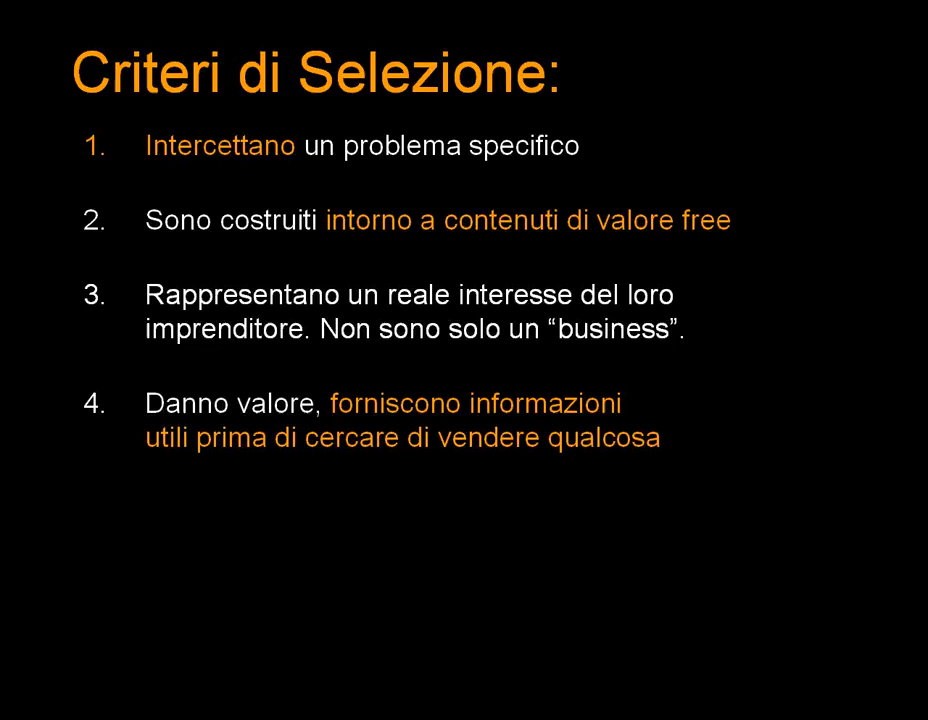 Criteri di Selezione:
1. Intercettano un problema specifico
2. Sono costruiti intorno a contenuti di valore free
3. Rappresentano un reale interesse del loro
imprenditore. Non sono solo un “business”.
4. Danno valore, forniscono informazioni
utili prima di cercare di vendere qualcosa